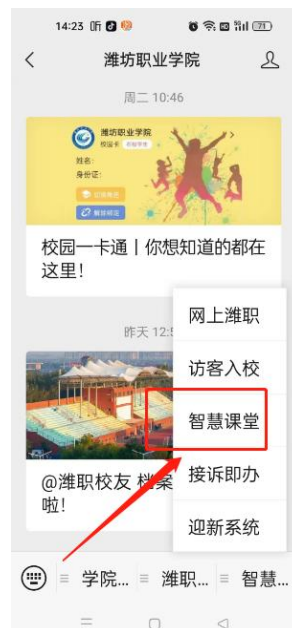 14:23
71
潍坊职业学院
周二 10:46
潍坊职业学院
校园卡
姓名:
身份证:
校园一卡通丨你想知道的都在
这里!
网上潍职
昨天 12:5
访客入校
智慧课堂
@潍职校友 档案
啦!
接诉即办
迎新系统
学院... 潍职... 智慧...